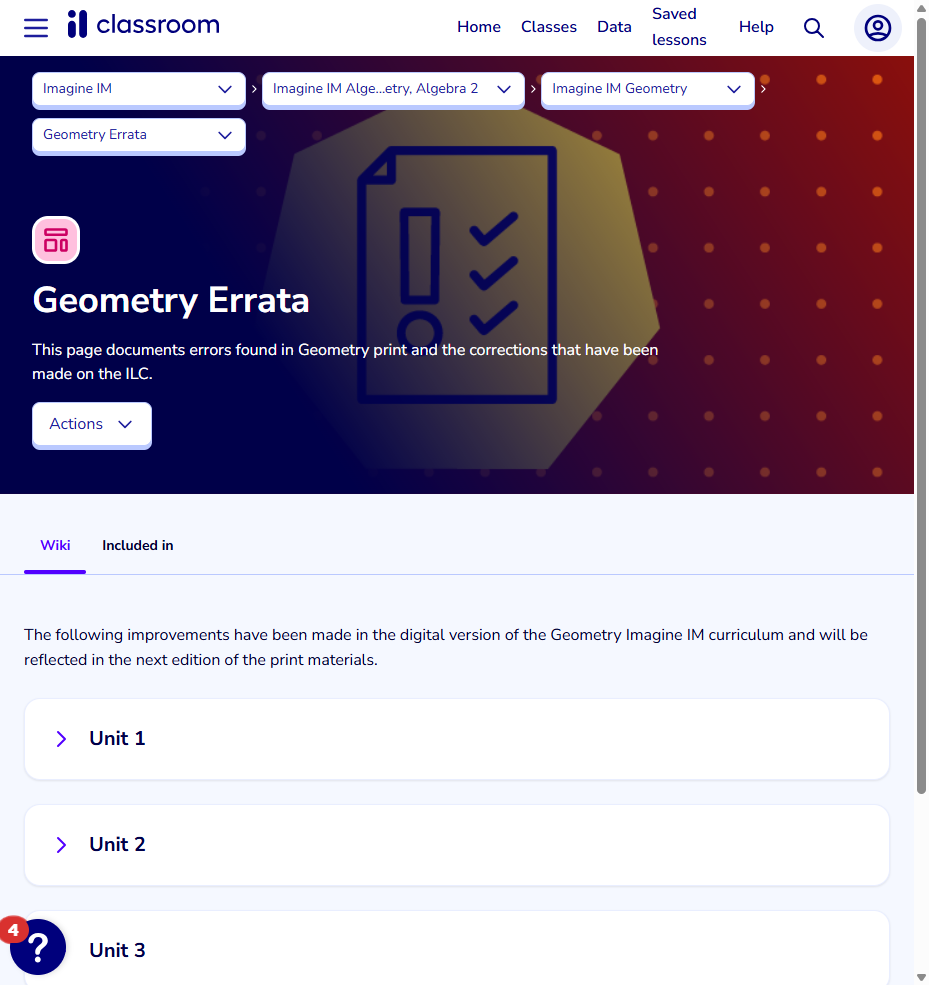 classroom
Home
Classes
Data
Saved
lessons
Help
Imagine IM
Imagine IM Alge...etry, Algebra 2
Imagine IM Geometry
Geometry Errata
Geometry Errata
This page documents errors found in Geometry print and the corrections that have been
made on the ILC.
Actions
Wiki
Included in
The following improvements have been made in the digital version of the Geometry Imagine IM curriculum and will be
reflected in the next edition of the print materials.
Unit 1
Unit 2
4
?
Unit 3